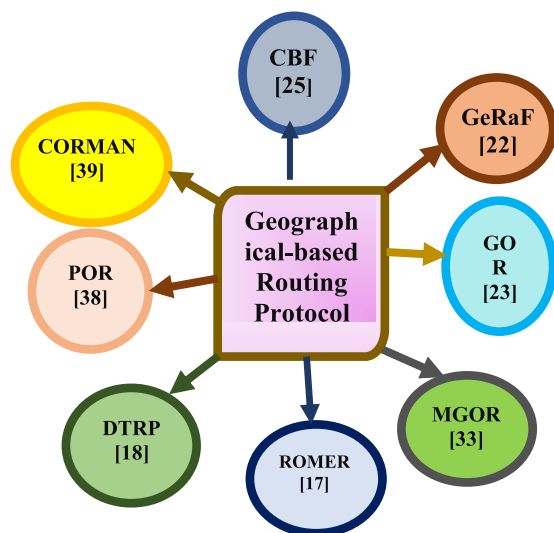 CBF
[25]
GeRaF
[22]
CORMAN
[39]
Geograph
ical-based
Routing
Protocol
GO
R
[23]
POR
[38]
MGOR
[33]
DTRP
[18]
ROMER
[17]